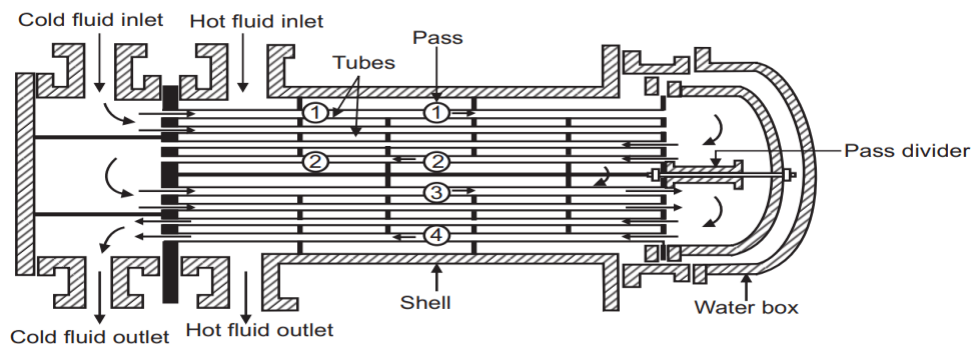 Cold fluid inlet
Hot fluid inlet
Pass
Tubes
1
1
2
2
Pass divider
3
4
Shell
Water box
Cold fluid outlet
Hot fluid outlet